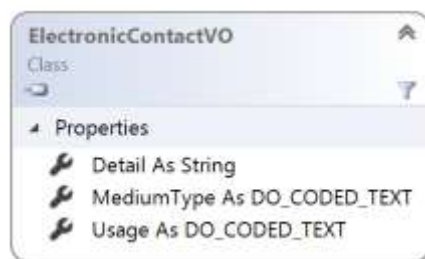 ElectronicContactVO
Class
Properties
Detail As String
MediumType As DO_CODED_TEXT
Usage As DO_CODED_TEXT